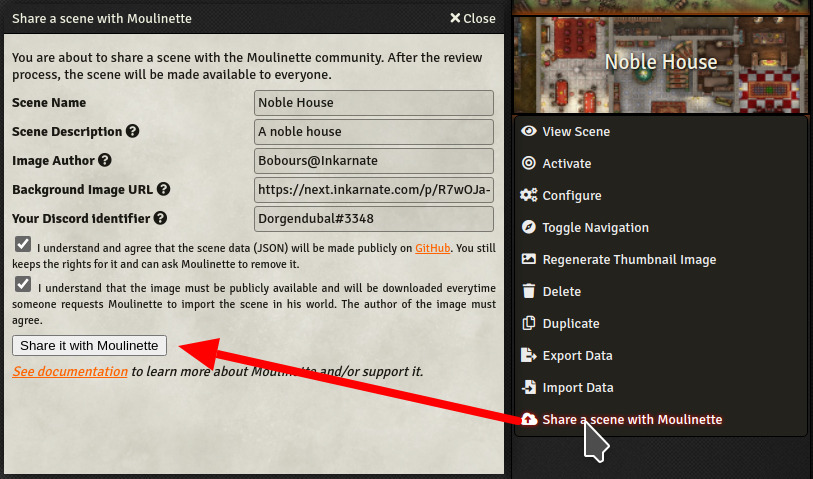 Share a scene with Moulinette
Close
You are about to share a scene with the Moulinette community. After the review
process, the scene will be made available to everyone.
Scene Name
Noble House
Scene Description
A noble house
Image Author
Bobours@Inkarnate
Background Image URL
https://next.inkarnate.com/p/R7wOJa-
Your Discord identifier
Dorgendubal#3348
I understand and agree that the scene data (JSON) will be made publicly on GitHub. You still
keeps the rights for it and can ask Moulinette to remove it.
I understand that the image must be publicly available and will be downloaded everytime
someone requests Moulinette to import the scene in his world. The author of the image must
agree.
Share it with Moulinette
See documentation to learn more about Moulinette and/or support it.
Noble House
View Scene
Activate
Configure
Toggle Navigation
Regenerate Thumbnail Image
Delete
Duplicate
Export Data
Import Data
Share a scene with Moulinette